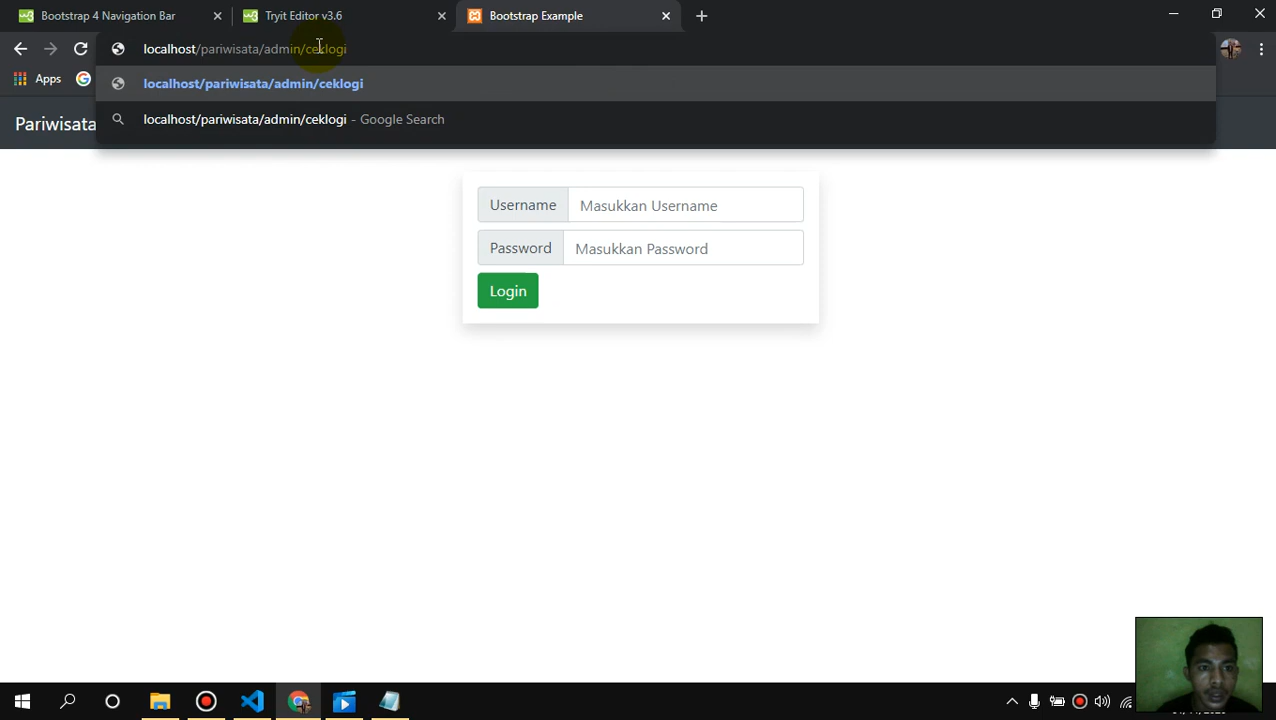 Bootstrap 4 Navigation Bar
Tryit Editor v3.6
Bootstrap Example
localhost/pariwisata/admin/ceklogi
Apps
localhost/pariwisata/admin/ceklogi
localhost/pariwisata/admin/ceklogi - Google Search
Pariwisata
Username Masukkan Username
Password Masukkan Password
Login